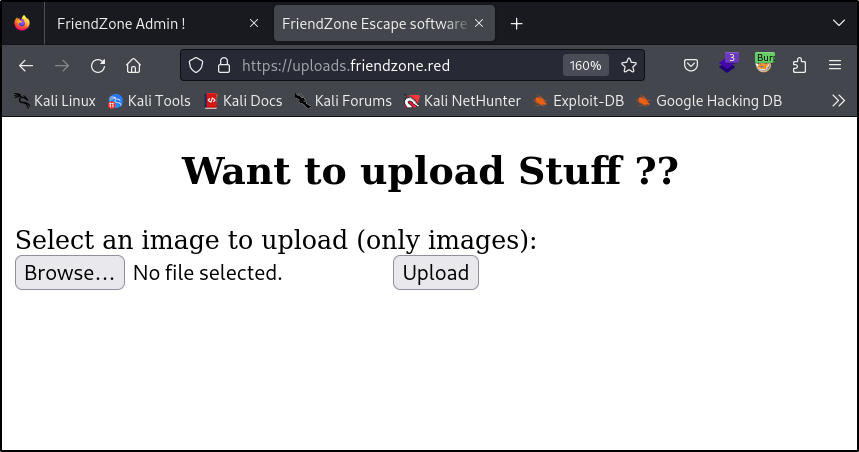 FriendZone Admin !
FriendZone Escape software
https://uploads.friendzone.red
160%
3
Bur
Kali Linux
Kali Tools
Kali Docs
Kali Forums
Kali NetHunter
Exploit-DB
Google Hacking DB
Want to upload Stuff ??
Select an image to upload (only images):
Browse... No file selected. Upload